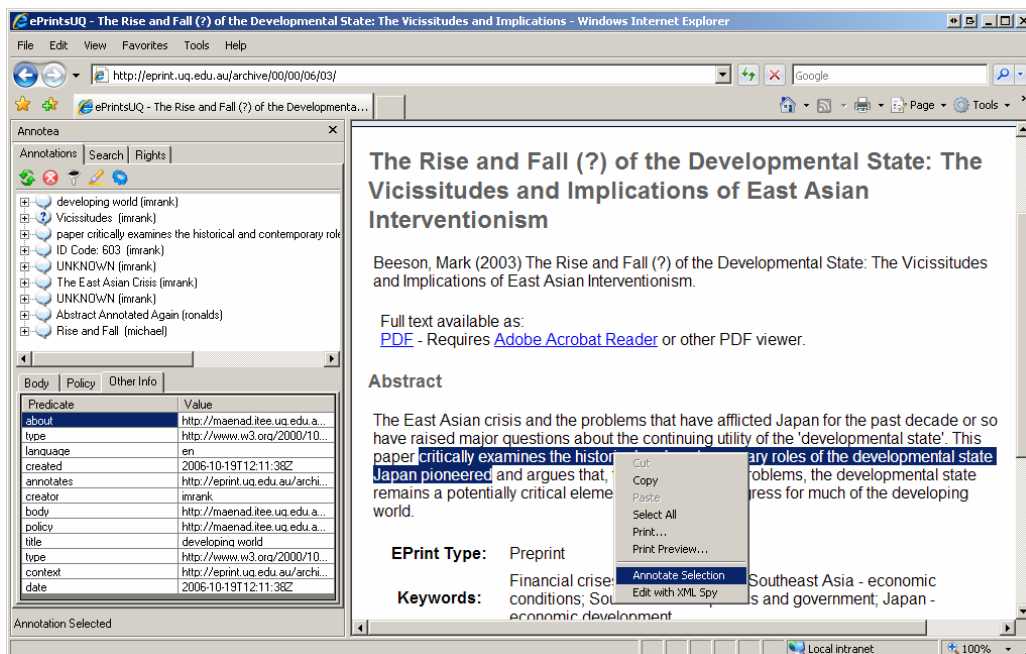 ePrintsUQ - The Rise and Fall (?) of the Developmental State: The Vicissitudes and Implications - Windows Internet Explorer
File Edit View Favorites Tools Help
http://eprint.uq.edu.au/archive/00/00/06/03/
Google
ePrintsUQ - The Rise and Fall (?) of the Developmenta...
Page Tools
Annotea
Annotations Search Rights
developing world (imrank)
Vicissitudes (imrank)
paper critically examines the historical and contemporary role
ID Code: 603 (imrank)
UNKNOWN (imrank)
The East Asian Crisis (imrank)
UNKNOWN (imrank)
Abstract Annotated Again (ronalds)
Rise and Fall (michael)
Body Policy Other Info
Predicate Value
about http://maenad.itee.uq.edu.a...
type http://www.w3.org/2000/10...
language en
created 2006-10-19T12:11:38Z
annotates http://eprint.uq.edu.au/archi...
creator imrank
body http://maenad.itee.uq.edu.a...
policy http://maenad.itee.uq.edu.a...
title developing world
type http://www.w3.org/2000/10...
context http://eprint.uq.edu.au/archi...
date 2006-10-19T12:11:38Z
Annotation Selected
The Rise and Fall (?) of the Developmental State: The
Vicissitudes and Implications of East Asian
Interventionism
Beeson, Mark (2003) The Rise and Fall (?) of the Developmental State: The Vicissitudes
and Implications of East Asian Interventionism.
Full text available as:
PDF - Requires Adobe Acrobat Reader or other PDF viewer.
Abstract
The East Asian crisis and the problems that have afflicted Japan for the past decade or so
have raised major questions about the continuing utility of the 'developmental state'. This
paper critically examines the histori ary roles of the developmental state
Japan pioneered and argues that, oblems, the developmental state
remains a potentially critical eleme gress for much of the developing
world.
EPrint Type: Preprint
Keywords: Financial crise Southeast Asia - economic
conditions; Sou s and government; Japan -
economic development
Cut
Copy
Paste
Select All
Print...
Print Preview...
Annotate Selection
Edit with XML Spy
Local intranet 100%